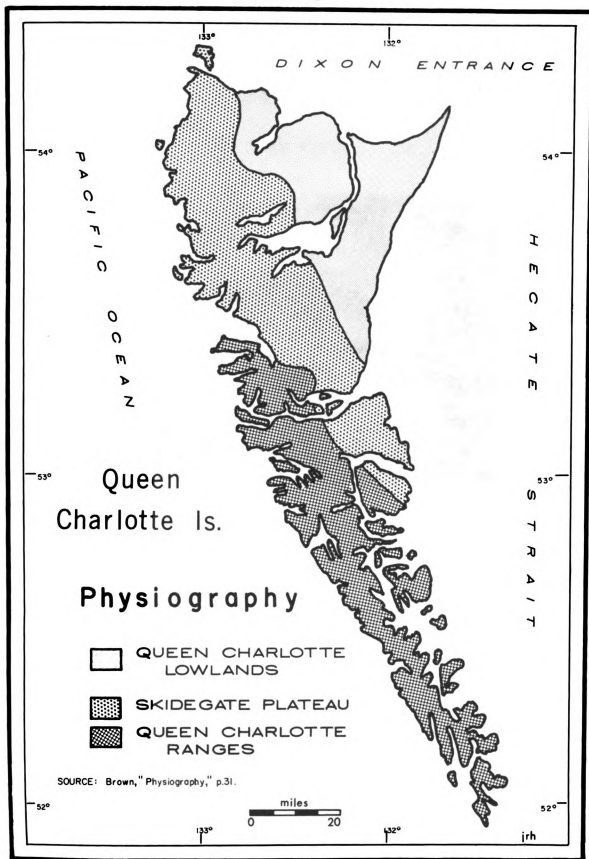 133°
132°
DIXON ENTRANCE
54°
54°
PACIFIC OCEAN
HECATE STRAIT
53°
53°
Queen
Charlotte Is.
Physiography
QUEEN CHARLOTTE
LOWLANDS
SKIDEGATE PLATEAU
QUEEN CHARLOTTE
RANGES
SOURCE: Brown, "Physiography," p.31.
miles
0 20
52°
52°
133°
132°
jrh